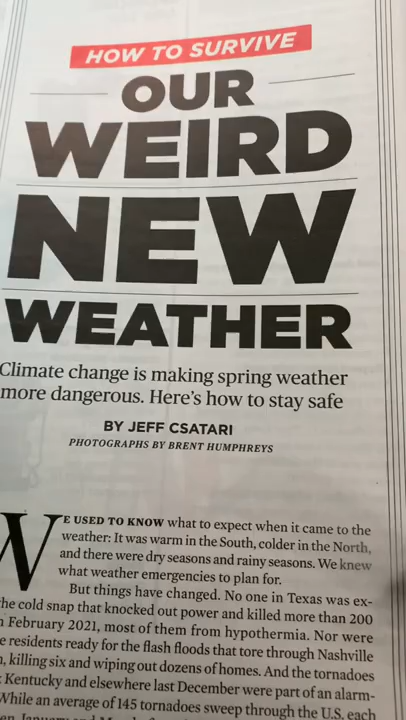 HOW TO SURVIVE
OUR
WEIRD
NEW
WEATHER
Climate change is making spring weather
more dangerous. Here's how to stay safe
BY JEFF CSATARI
PHOTOGRAPHS BY BRENT HUMPHREYS
WE USED TO KNOW what to expect when it came to the
weather: It was warm in the South, colder in the North,
and there were dry seasons and rainy seasons. We knew
what weather emergencies to plan for.
But things have changed. No one in Texas was ex-
the cold snap that knocked out power and killed more than 200
February 2021, most of them from hypothermia. Nor were
residents ready for the flash floods that tore through Nashville
killing six and wiping out dozens of homes. And the tornadoes
Kentucky and elsewhere last December were part of an alarm-
While an average of 145 tornadoes sweep through the U.S. each
January and